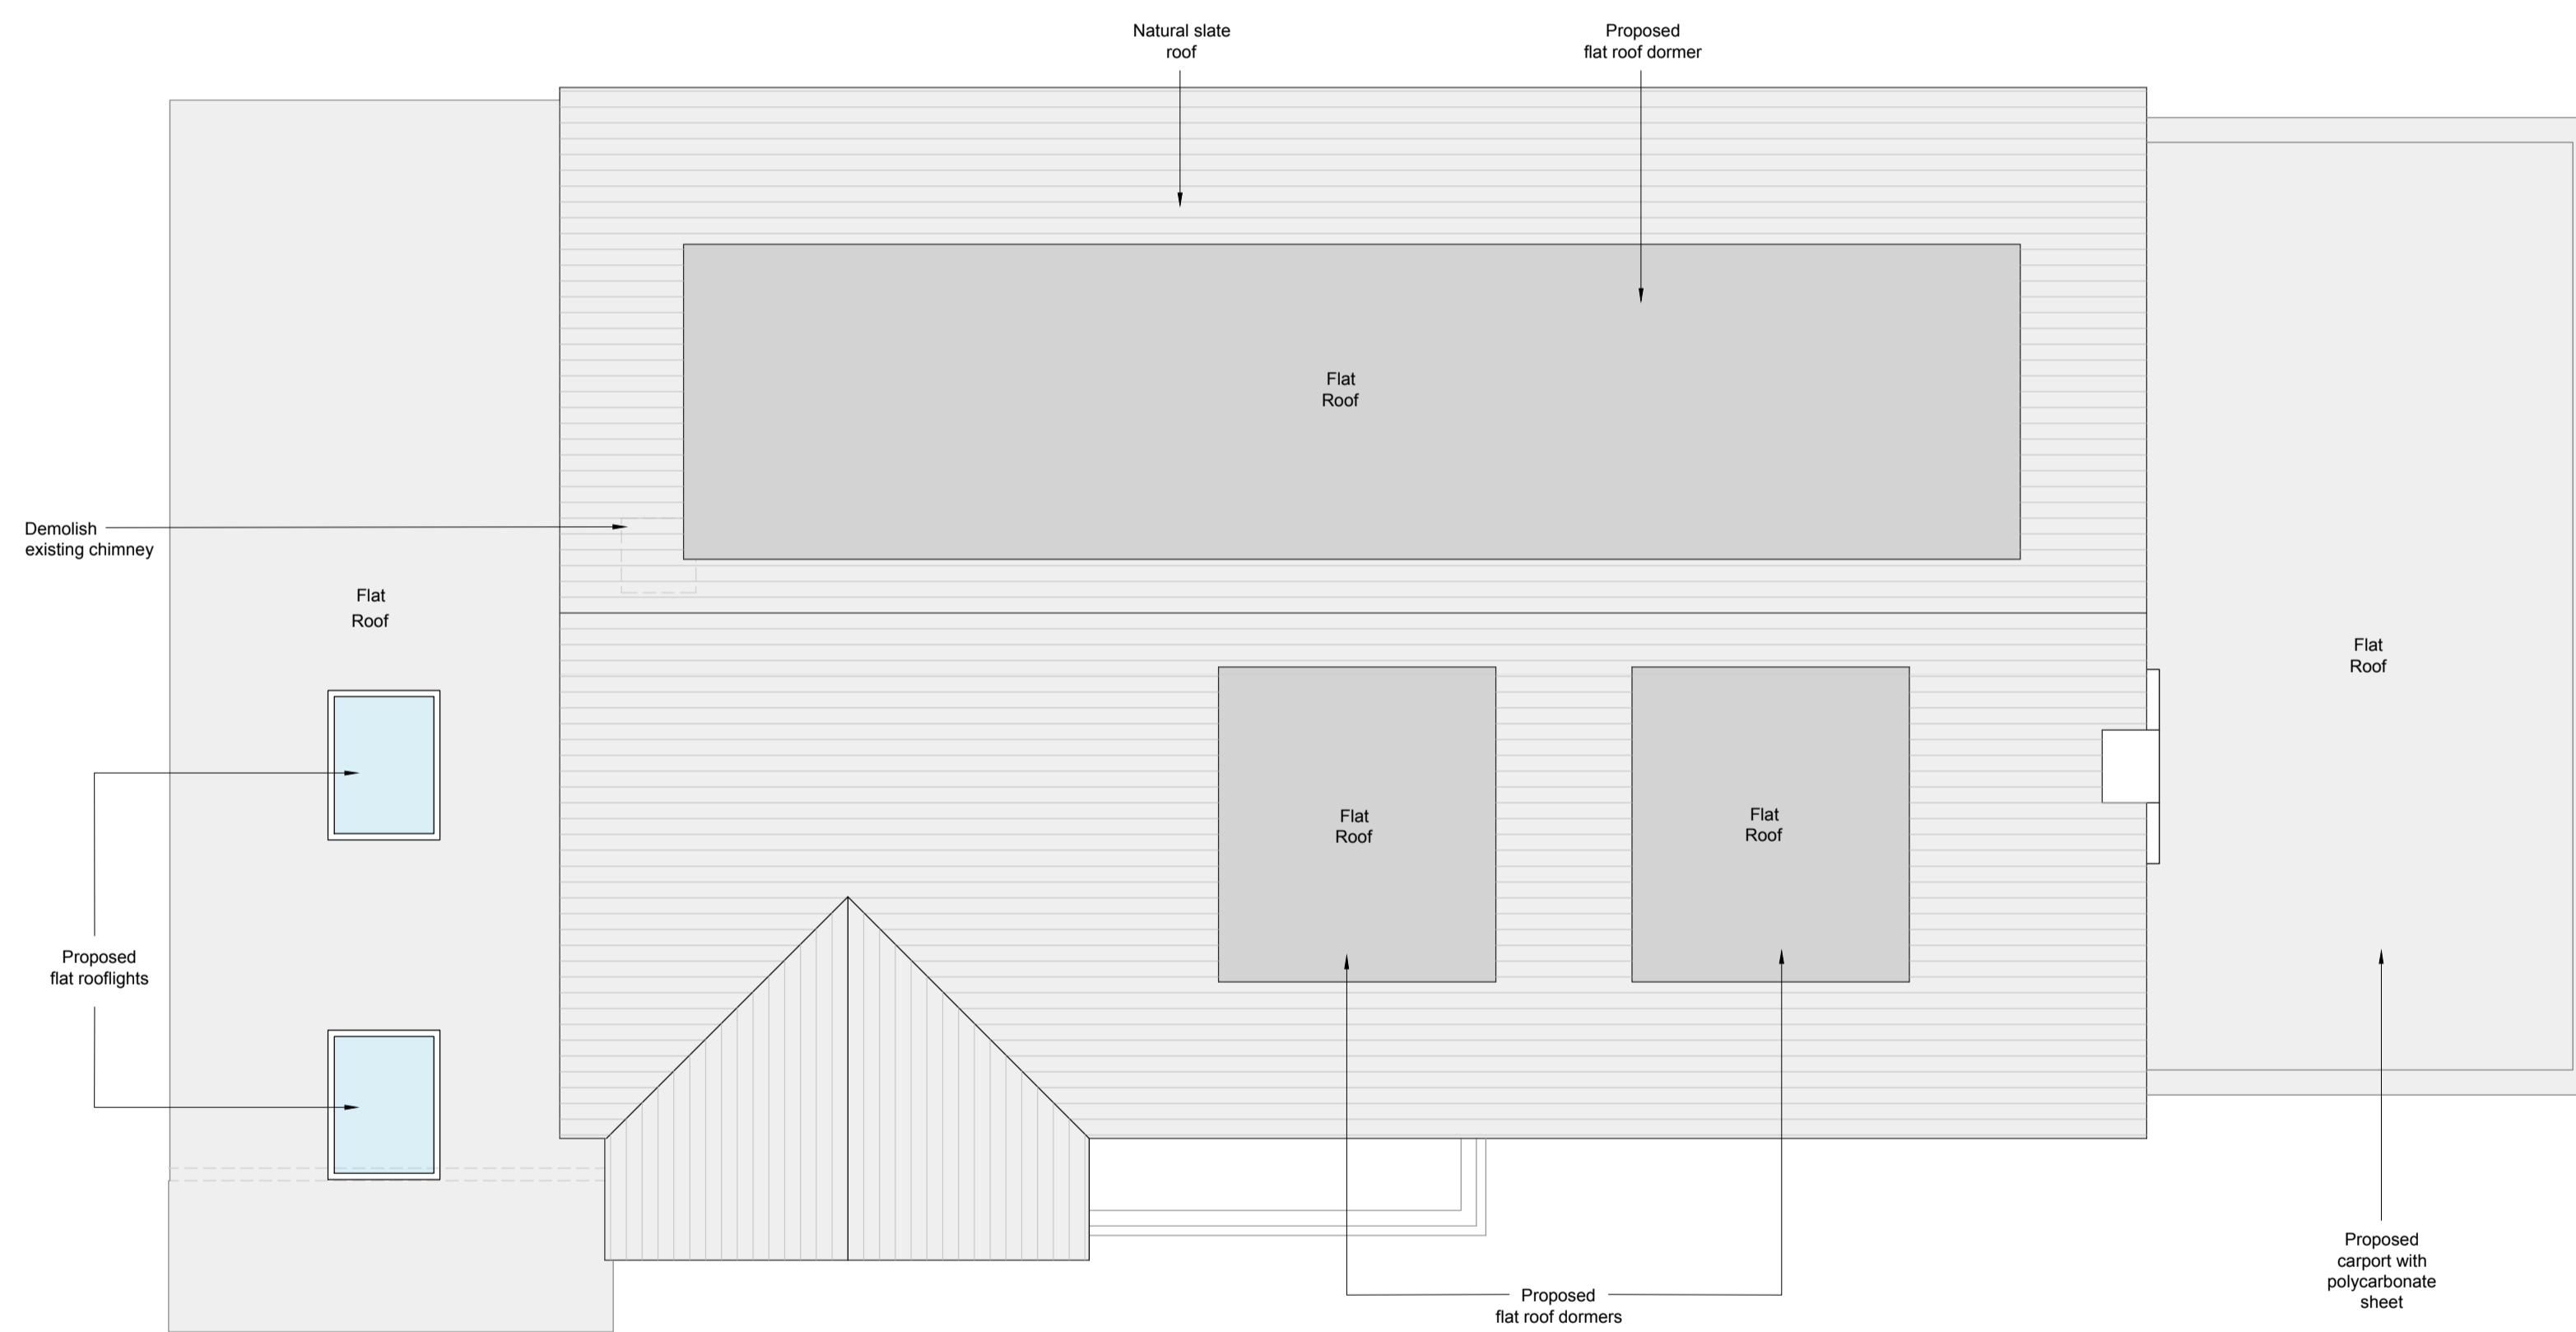 Natural slate
roof
Proposed
flat roof dormer
Flat
Roof
Demolish
existing chimney
Flat
Roof
Flat
Roof
Flat
Roof
Flat
Roof
Proposed
flat rooflights
Proposed
flat roof dormers
Proposed
carport with
polycarbonate
sheet